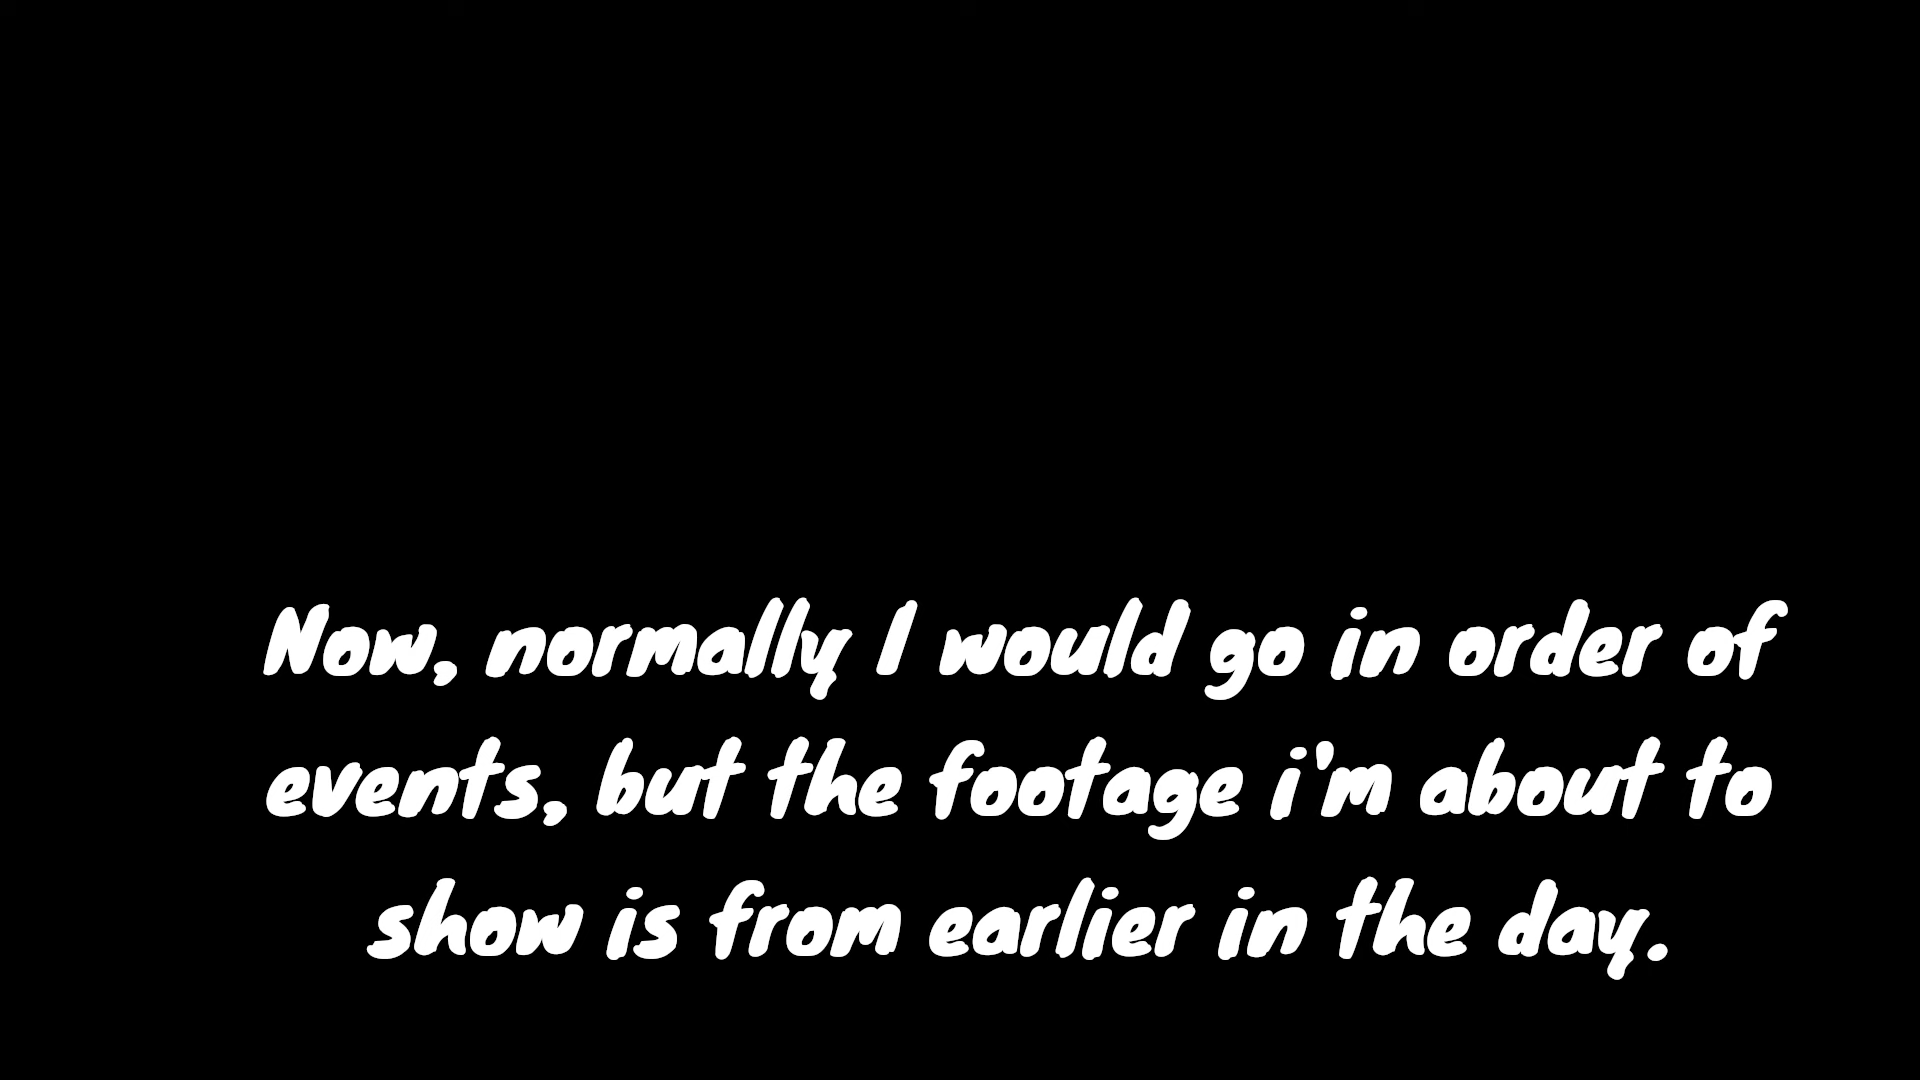 Now, normally I would go in order of
events, but the footage i'm about to
show is from earlier in the day.